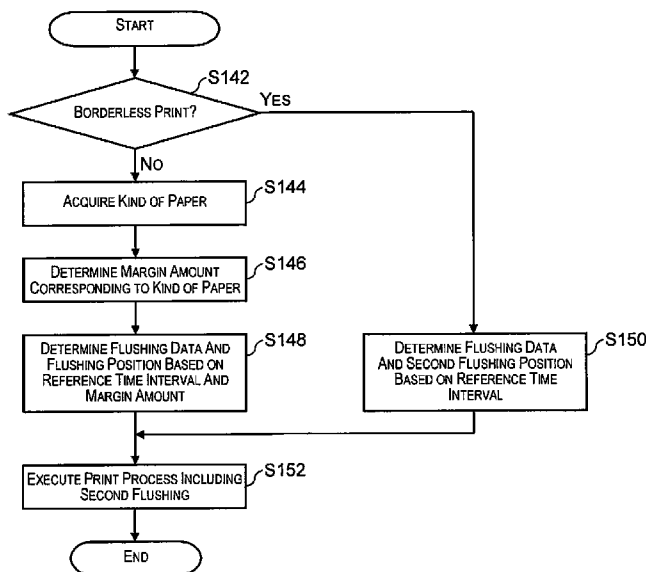 START
S142
BORDERLESS PRINT?
YES
NO
S144
ACQUIRE KIND OF PAPER
S146
DETERMINE MARGIN AMOUNT
CORRESPONDING TO KIND OF PAPER
S148
DETERMINE FLUSHING DATA AND
FLUSHING POSITION BASED ON
REFERENCE TIME INTERVAL AND
MARGIN AMOUNT
S150
DETERMINE FLUSHING DATA
AND SECOND FLUSHING POSITION
BASED ON REFERENCE TIME
INTERVAL
S152
EXECUTE PRINT PROCESS INCLUDING
SECOND FLUSHING
END